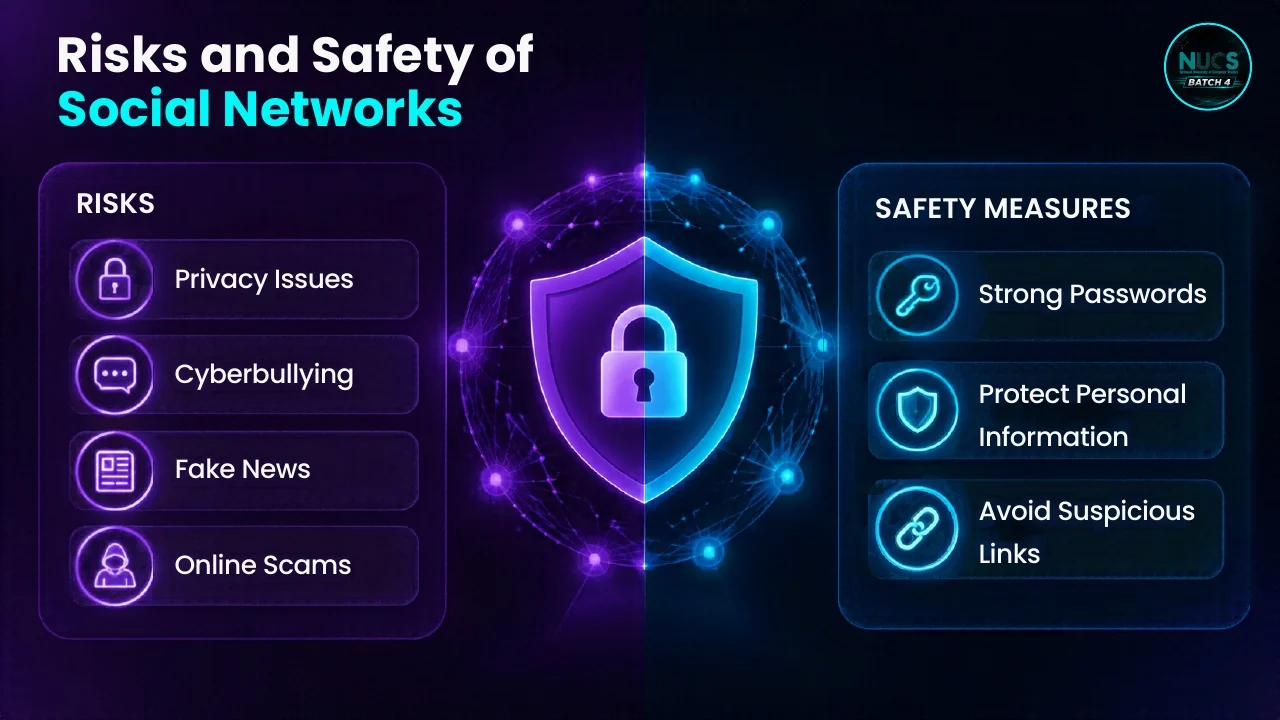 Risks and Safety of
Social Networks
NUCS
BATCH 4
RISKS
Privacy Issues
Cyberbullying
Fake News
Online Scams
SAFETY MEASURES
Strong Passwords
Protect Personal
Information
Avoid Suspicious
Links